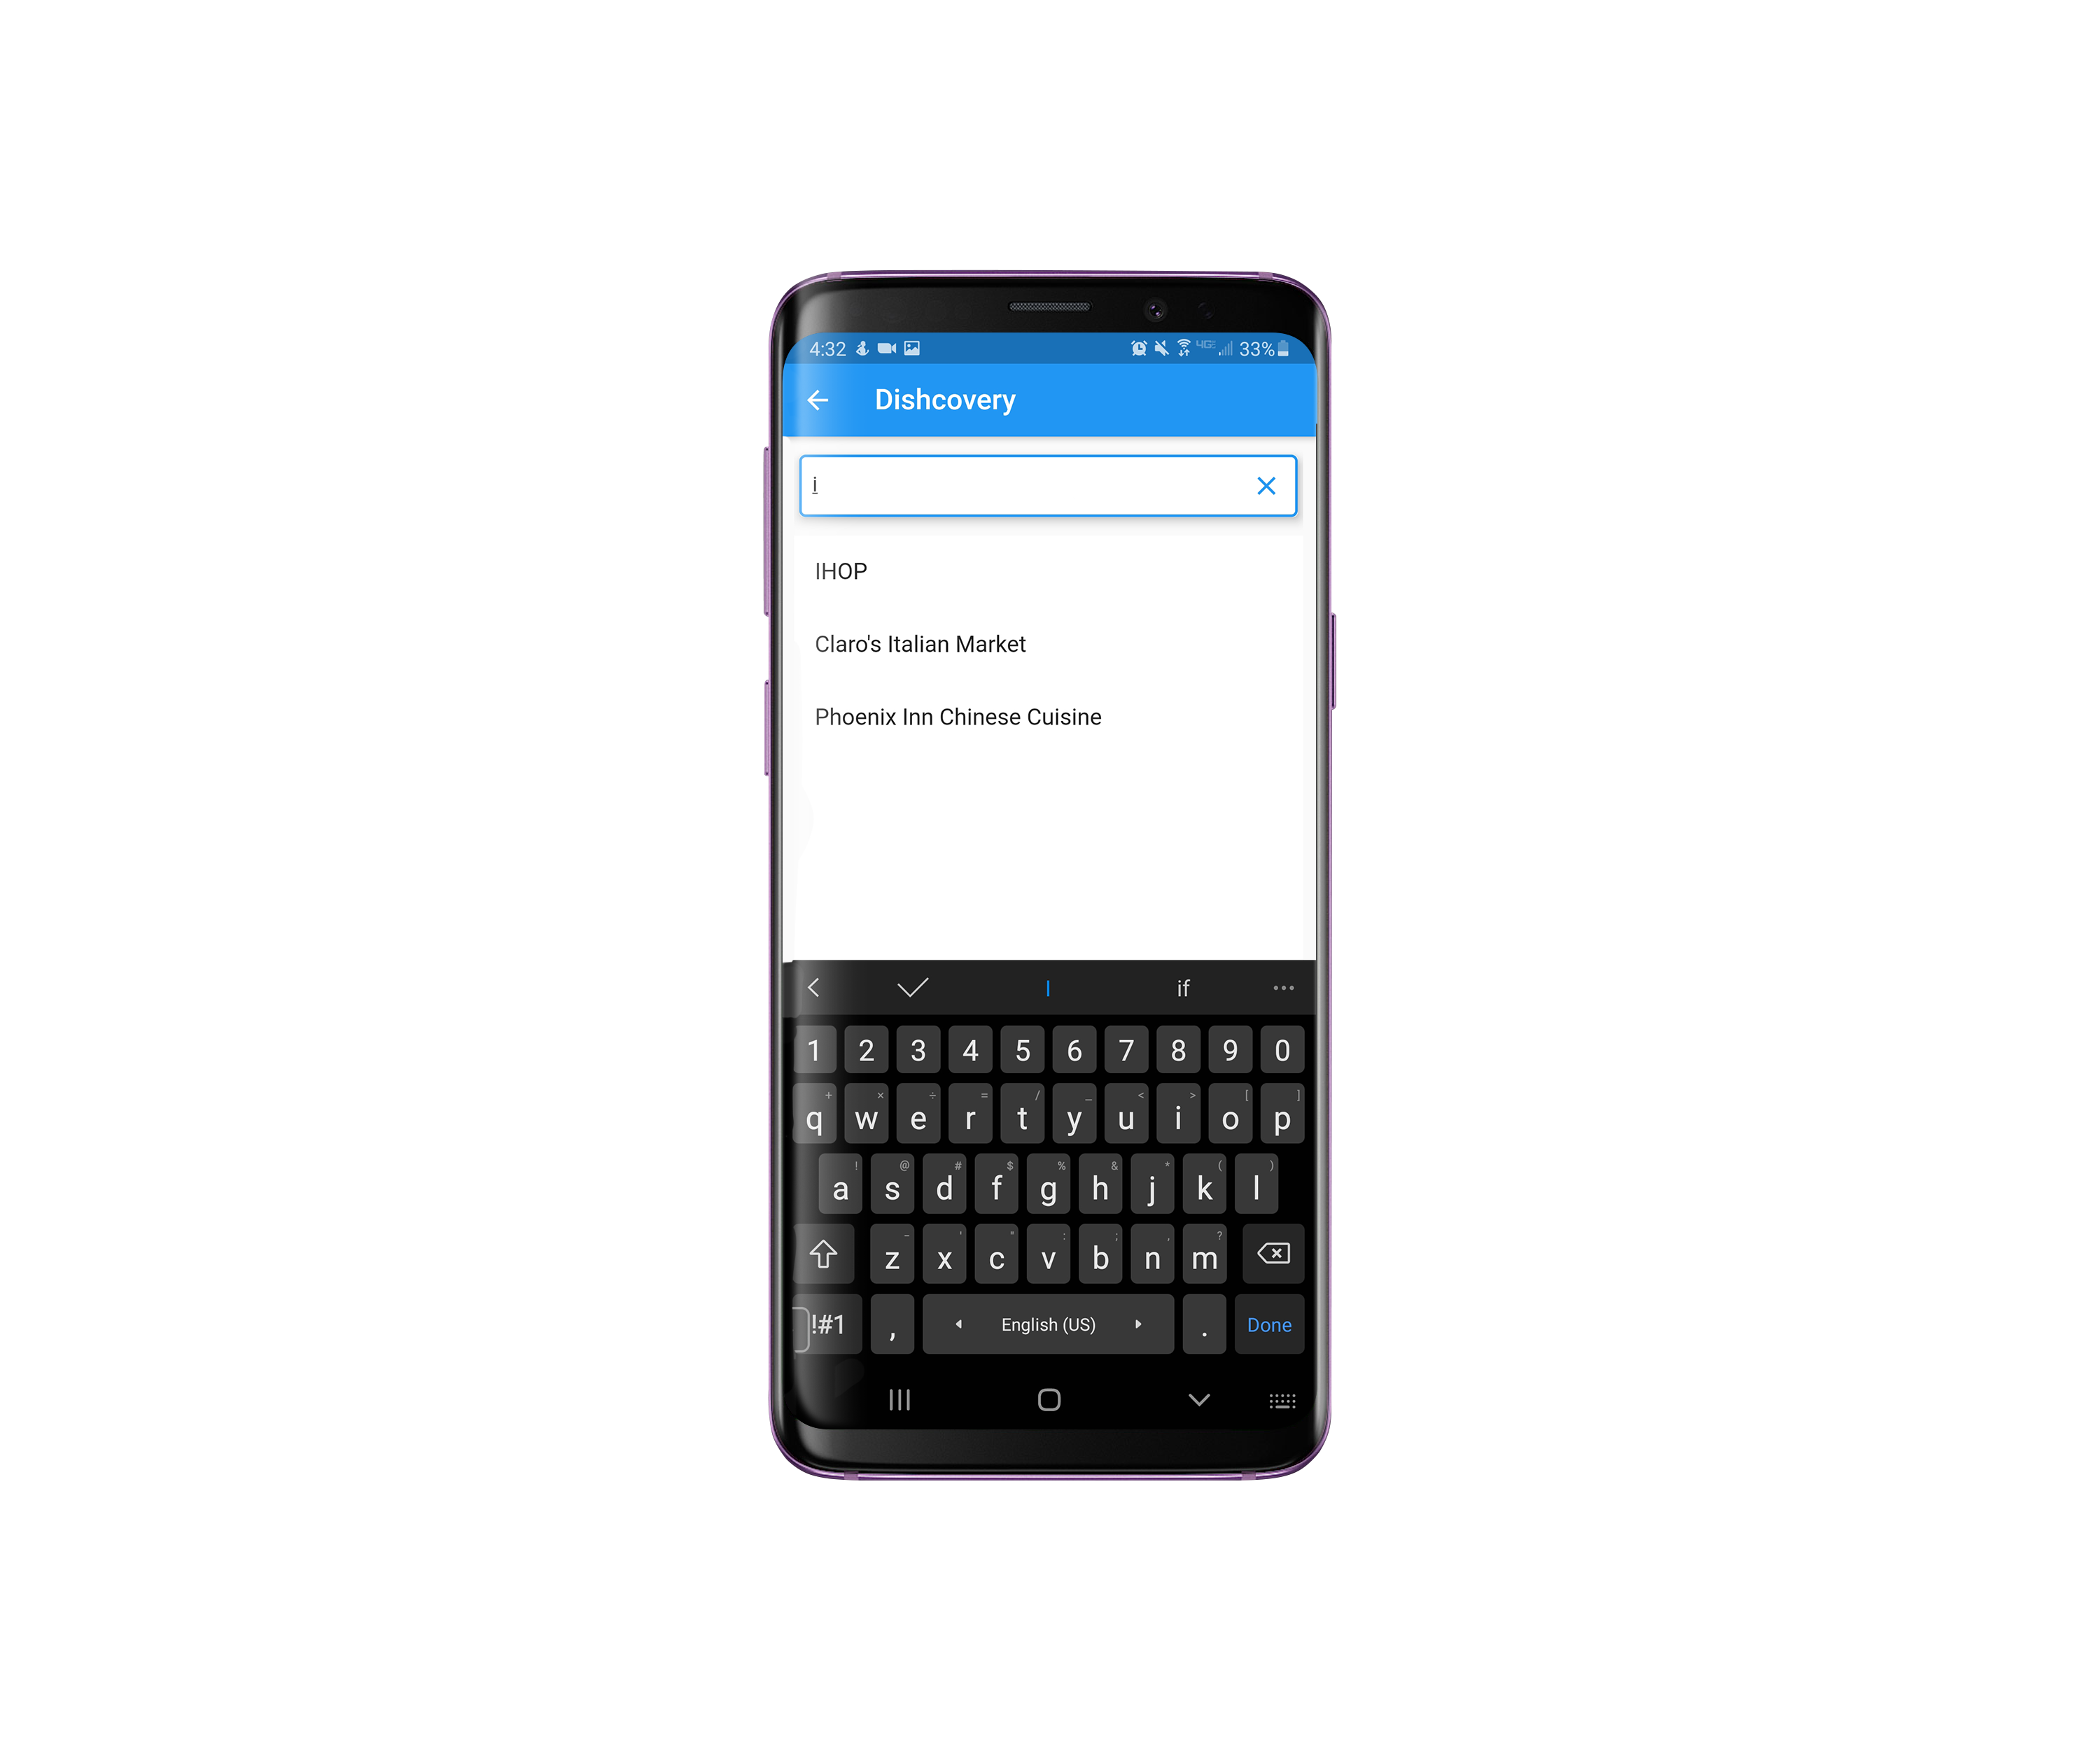 4:32 4GE 33%
Dishcovery
i
IHOP
Claro's Italian Market
Phoenix Inn Chinese Cuisine
I if ...
1 2 3 4 5 6 7 8 9 0
+ × ÷ = / _ < > [ ]
q w e r t y u i o p
! @ # $ % & * ( )
a s d f g h j k l
- ' " : ; , ?
z x c v b n m
!#1 , English (US) . Done